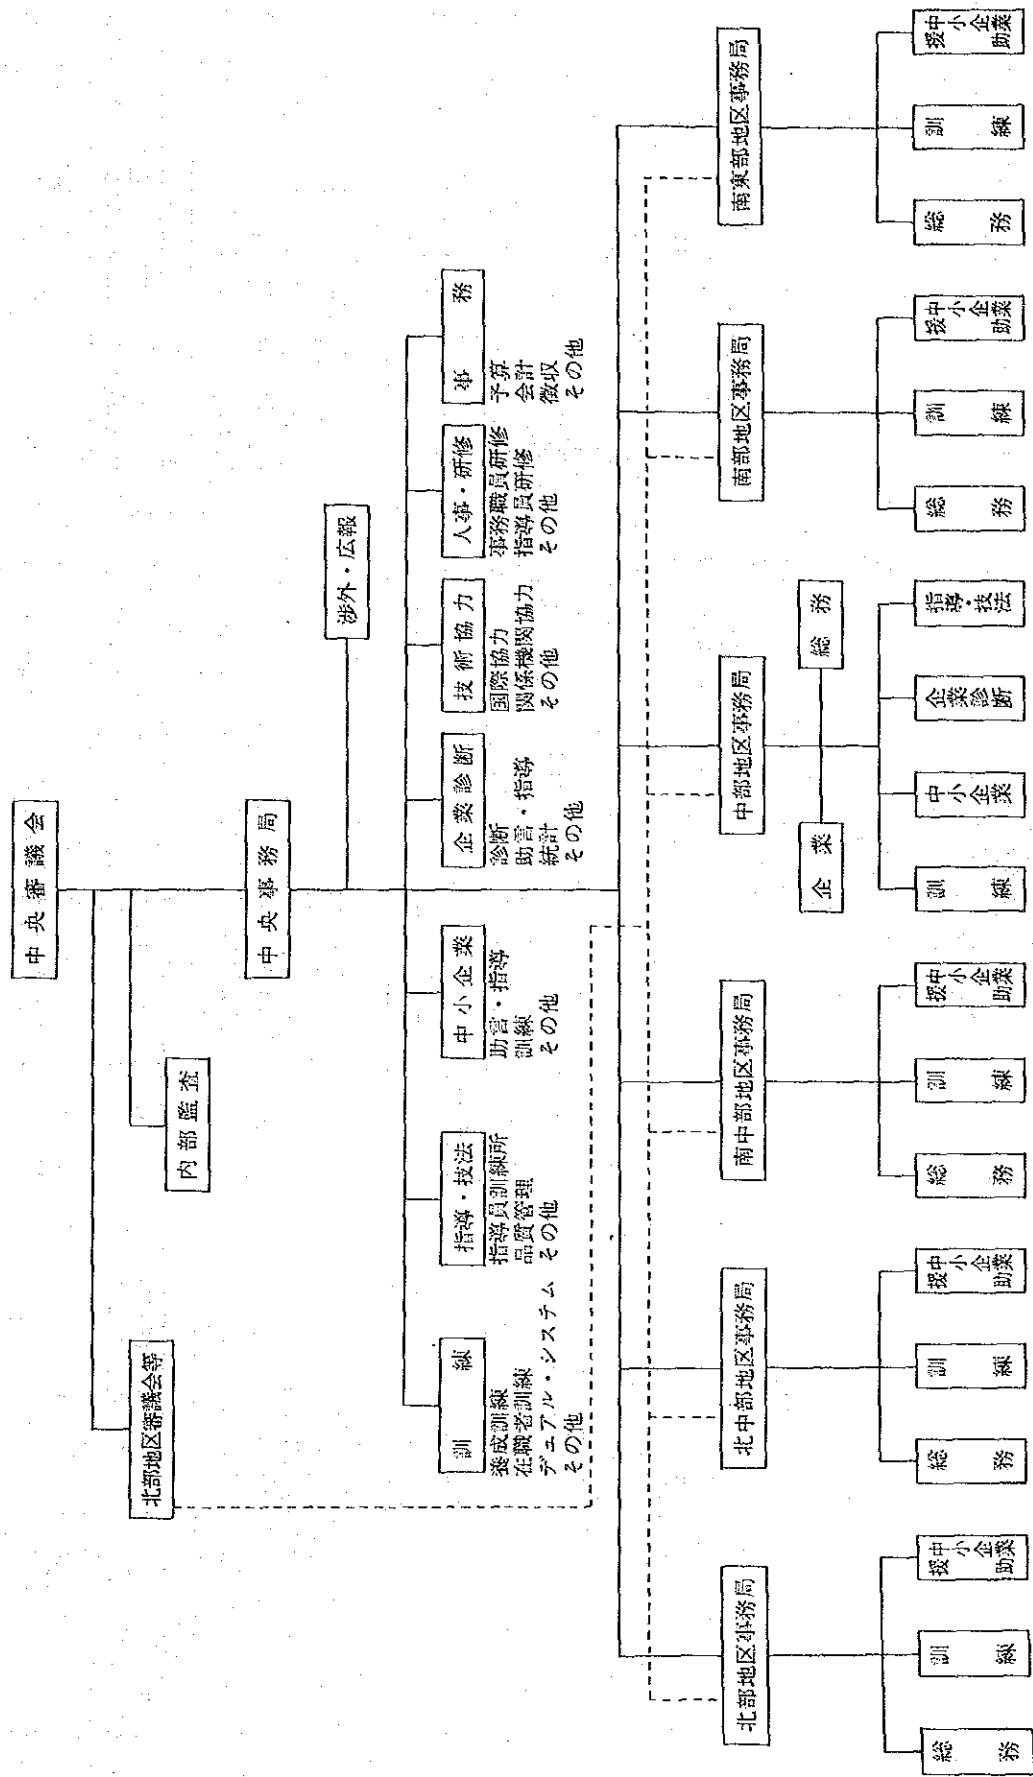 中央審議会
北部地区審議会等
内部監査
中央事務局
渉外・広報
訓練
養成訓練
在職者訓練
デュアル・システム
その他
指導・技法
指導員訓練所
品質管理
その他
中小企業
助言・指導
訓練
その他
企業診断
診断
助言・指導
統計
その他
技術協力
国際協力
関係機関協力
その他
人事・研修
事務職員研修
指導員研修
その他
事務
予算
会計
徴収
その他
北部地区事務局
北中部地区事務局
南中部地区事務局
中部地区事務局
南部地区事務局
南東部地区事務局
企業
総務
総務
訓練
中小企業
援助
総務
訓練
中小企業
援助
総務
訓練
中小企業
援助
訓練
中小企業
企業診断
指導・技法
総務
訓練
中小企業
援助
総務
訓練
中小企業
援助